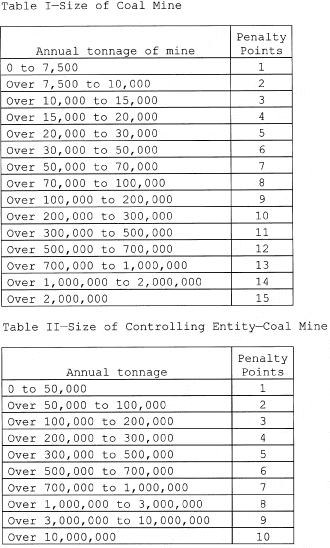 Table I—Size of Coal Mine
Annual tonnage of mine Penalty Points
0 to 7,500 1
Over 7,500 to 10,000 2
Over 10,000 to 15,000 3
Over 15,000 to 20,000 4
Over 20,000 to 30,000 5
Over 30,000 to 50,000 6
Over 50,000 to 70,000 7
Over 70,000 to 100,000 8
Over 100,000 to 200,000 9
Over 200,000 to 300,000 10
Over 300,000 to 500,000 11
Over 500,000 to 700,000 12
Over 700,000 to 1,000,000 13
Over 1,000,000 to 2,000,000 14
Over 2,000,000 15
Table II—Size of Controlling Entity—Coal Mine
Annual tonnage Penalty Points
0 to 50,000 1
Over 50,000 to 100,000 2
Over 100,000 to 200,000 3
Over 200,000 to 300,000 4
Over 300,000 to 500,000 5
Over 500,000 to 700,000 6
Over 700,000 to 1,000,000 7
Over 1,000,000 to 3,000,000 8
Over 3,000,000 to 10,000,000 9
Over 10,000,000 10